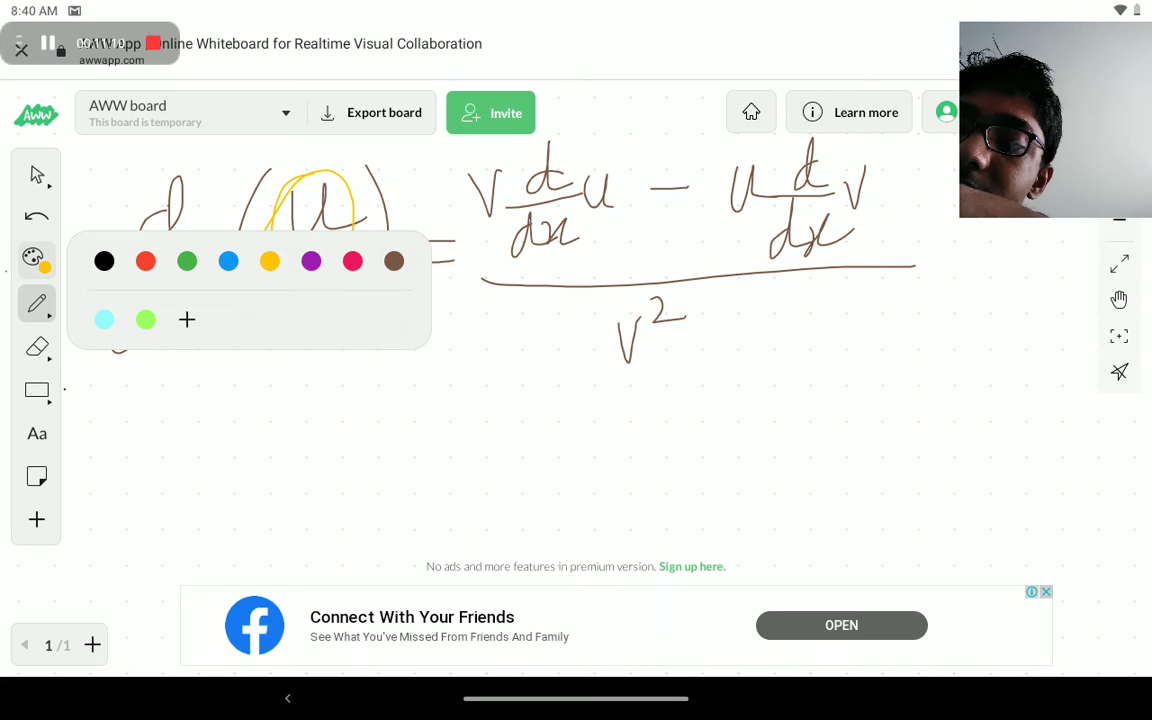 8:40 AM
Online Whiteboard for Realtime Visual Collaboration
awwapp.com
AWW
AWW board
This board is temporary
Export board
Invite
Learn more
d ( u ) = v d/dx u - u d/dx v
v²
Aa
No ads and more features in premium version. Sign up here.
Connect With Your Friends
See What You've Missed From Friends And Family
OPEN
1 /1